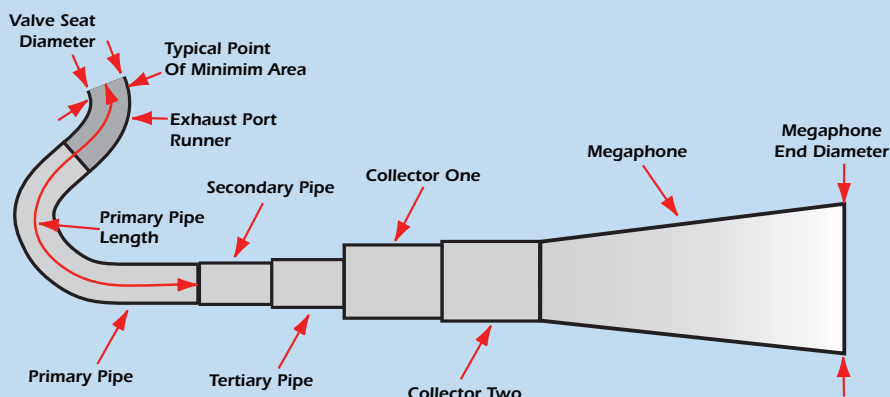 Valve Seat
Diameter
Typical Point
Of Minimim Area
Exhaust Port
Runner
Primary Pipe
Length
Secondary Pipe
Collector One
Megaphone
Megaphone
End Diameter
Primary Pipe
Tertiary Pipe
Collector Two